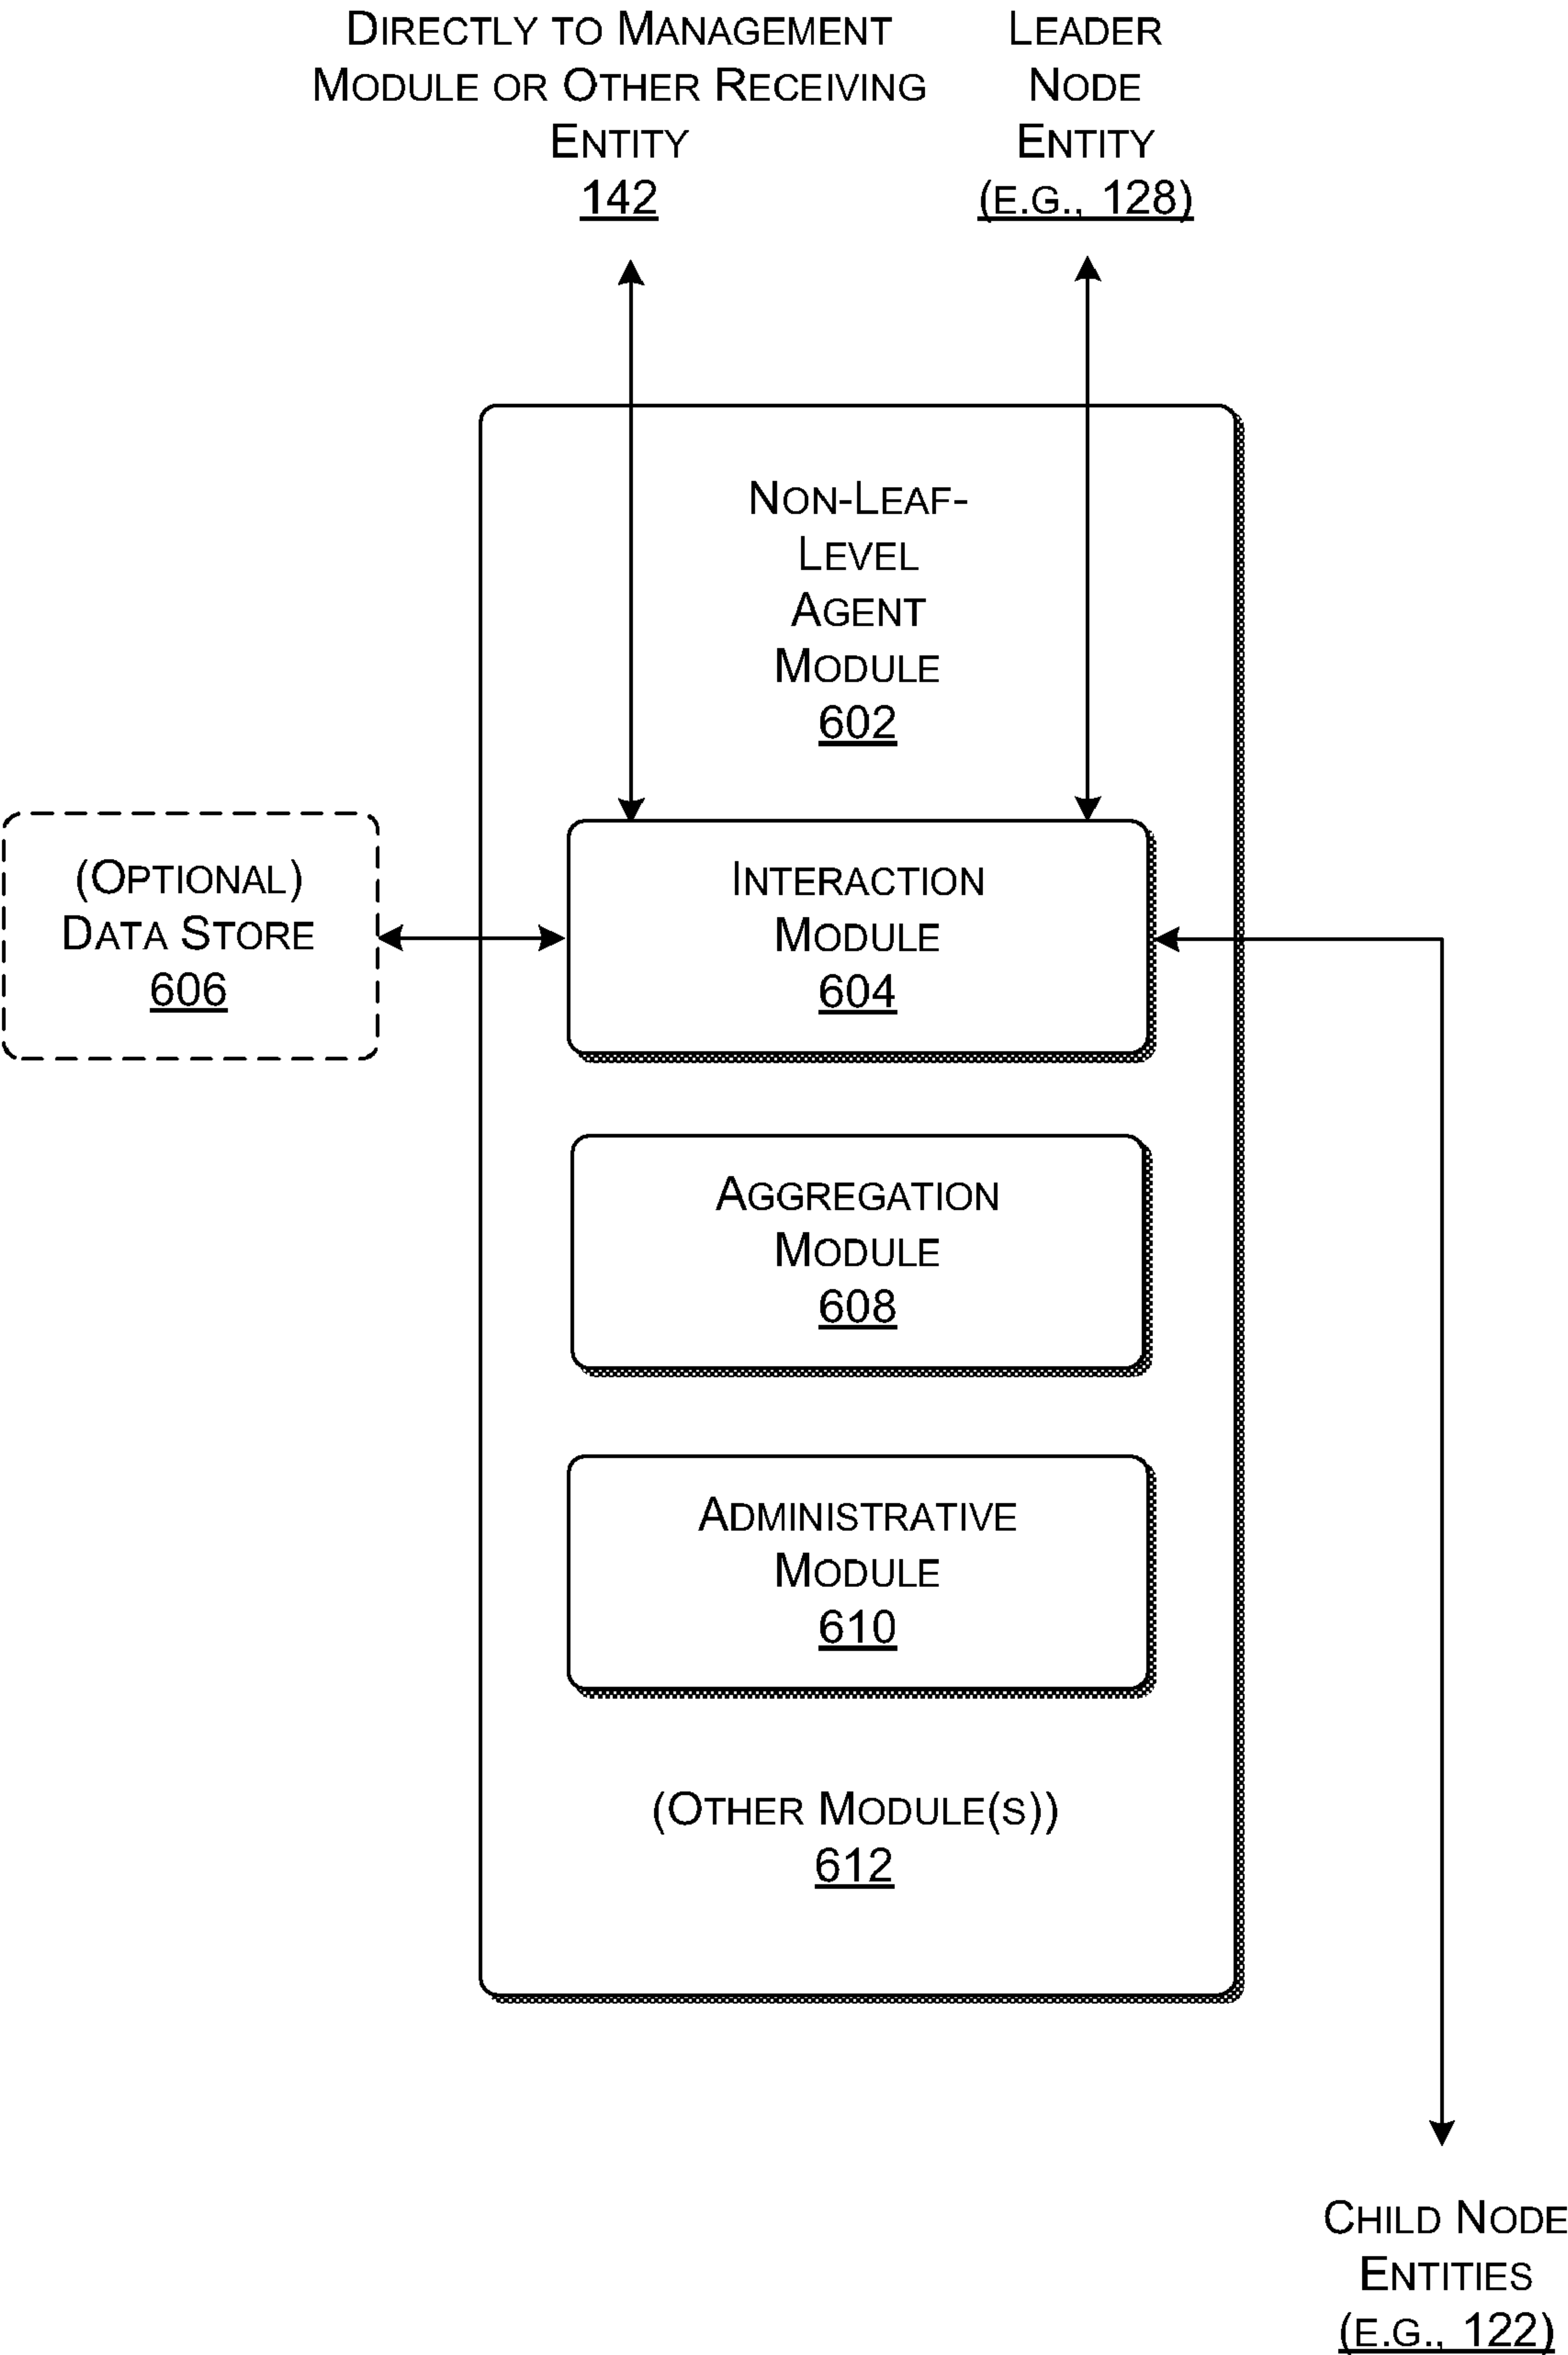 DIRECTLY TO MANAGEMENT
MODULE OR OTHER RECEIVING
ENTITY
142
LEADER
NODE
ENTITY
(E.G., 128)
NON-LEAF-
LEVEL
AGENT
MODULE
602
(OPTIONAL)
DATA STORE
606
INTERACTION
MODULE
604
AGGREGATION
MODULE
608
ADMINISTRATIVE
MODULE
610
(OTHER MODULE(S))
612
CHILD NODE
ENTITIES
(E.G., 122)